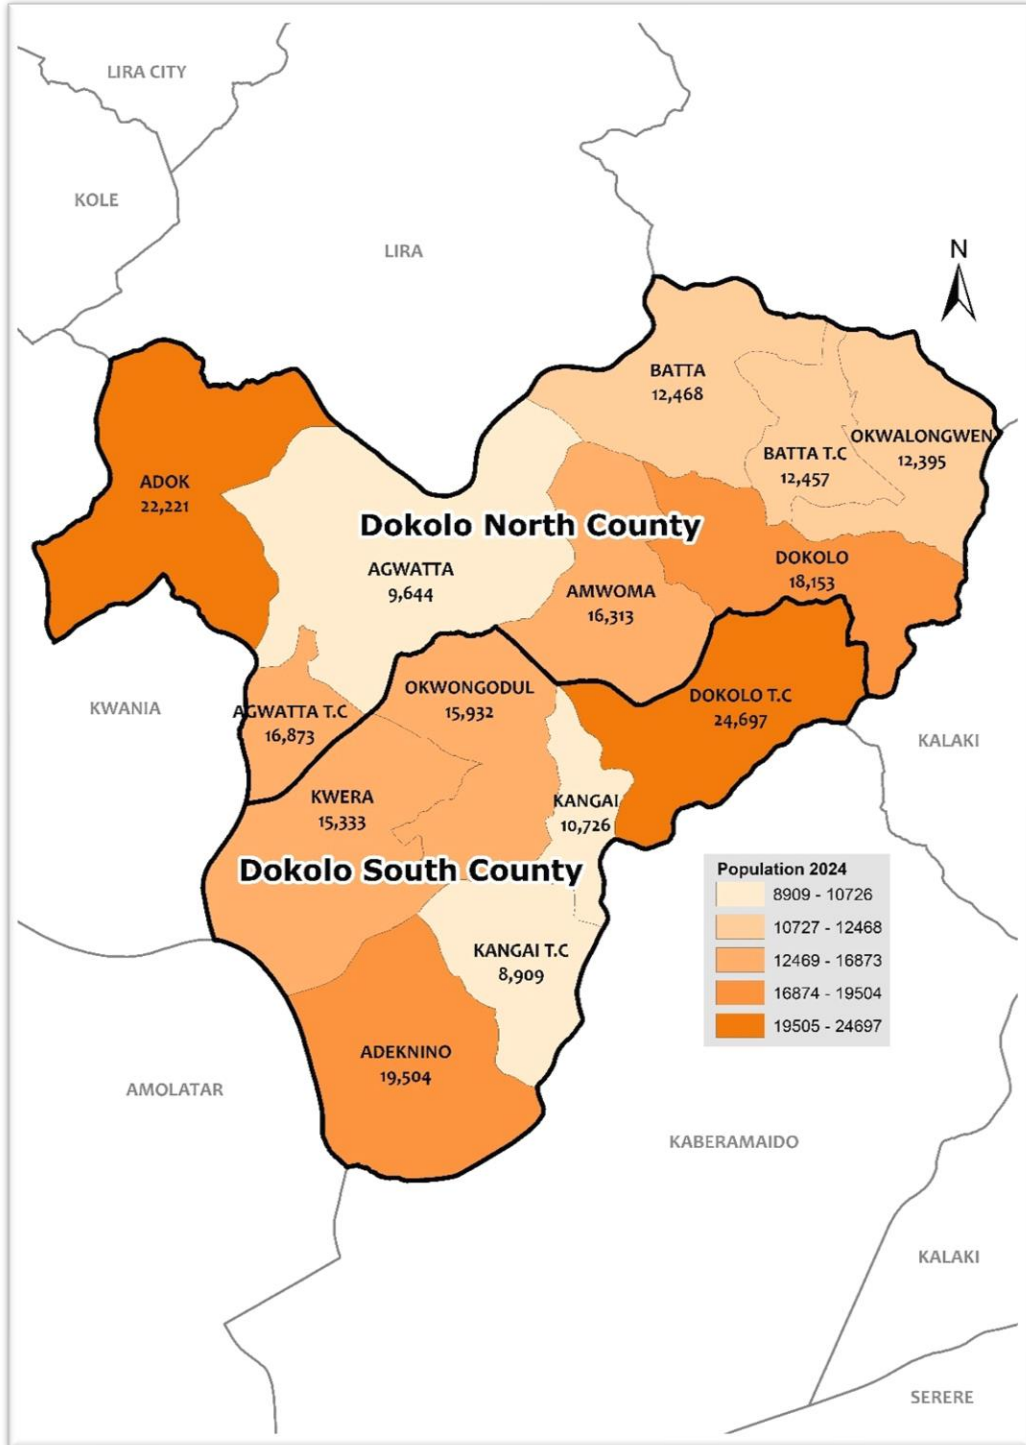 LIRA CITY
KOLE
LIRA
N
BATTA
12,468
OKWALONGWEN
12,395
BATTA T.C
12,457
ADOK
22,221
Dokolo North County
AGWATTA
9,644
DOKOLO
18,153
AMWOMA
16,313
OKWONGODUL
15,932
DOKOLO T.C
24,697
KWANIA
AGWATTA T.C
16,873
KALAKI
KWERA
15,333
KANGAI
10,726
Dokolo South County
Population 2024
8909 - 10726
10727 - 12468
12469 - 16873
16874 - 19504
19505 - 24697
KANGAI T.C
8,909
ADEKNINO
19,504
AMOLATAR
KABERAMAIDO
KALAKI
SERERE